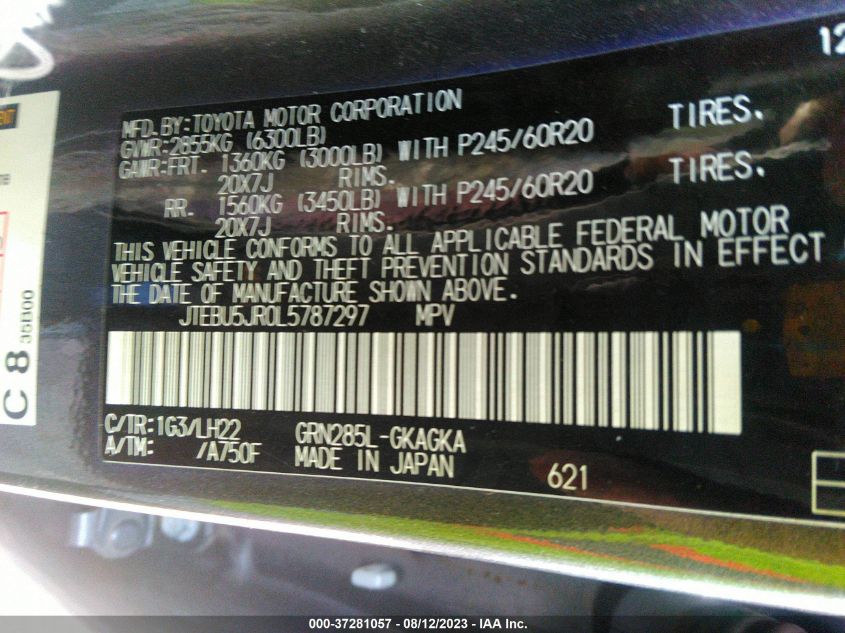 12
MFD.BY:TOYOTA MOTOR CORPORATION
GVWR:2855KG (6300LB)
GAWR:FRT. 1360KG (3000LB) WITH P245/60R20 TIRES.
20X7J RIMS.
RR. 1560KG (3450LB) WITH P245/60R20 TIRES.
20X7J RIMS.
THIS VEHICLE CONFORMS TO ALL APPLICABLE FEDERAL MOTOR
VEHICLE SAFETY AND THEFT PREVENTION STANDARDS IN EFFECT
THE DATE OF MANUFACTURE SHOWN ABOVE.
JTEBU5JR0L5787297 MPV
C/TR:1G3/LH22 GRN285L-GKAGKA
A/TM: /A750F MADE IN JAPAN
621
C 8 35B00
000-37281057 - 08/12/2023 - IAA Inc.